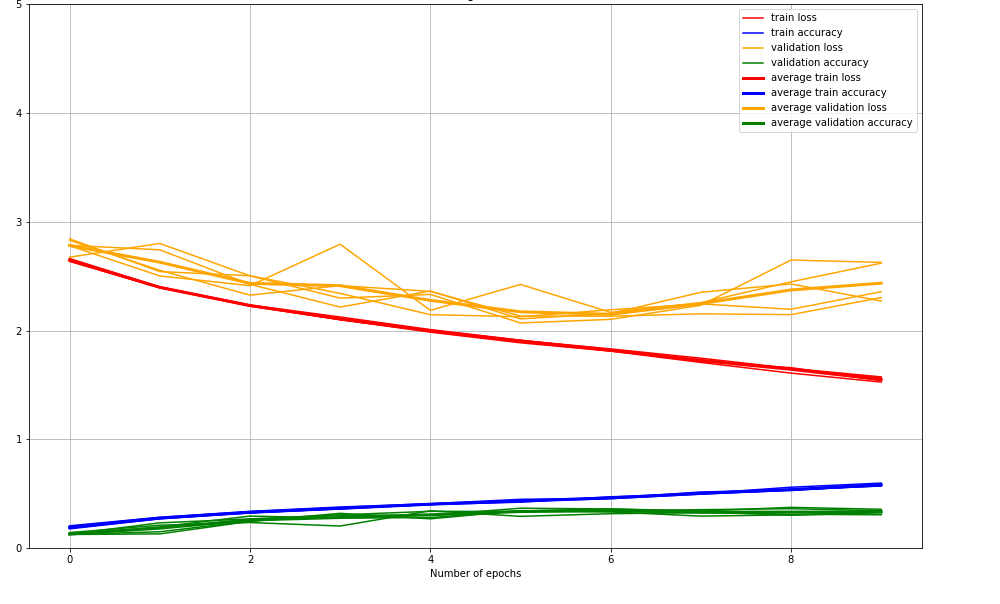 5
4
3
2
1
0
0 2 4 6 8
Number of epochs
train loss
train accuracy
validation loss
validation accuracy
average train loss
average train accuracy
average validation loss
average validation accuracy